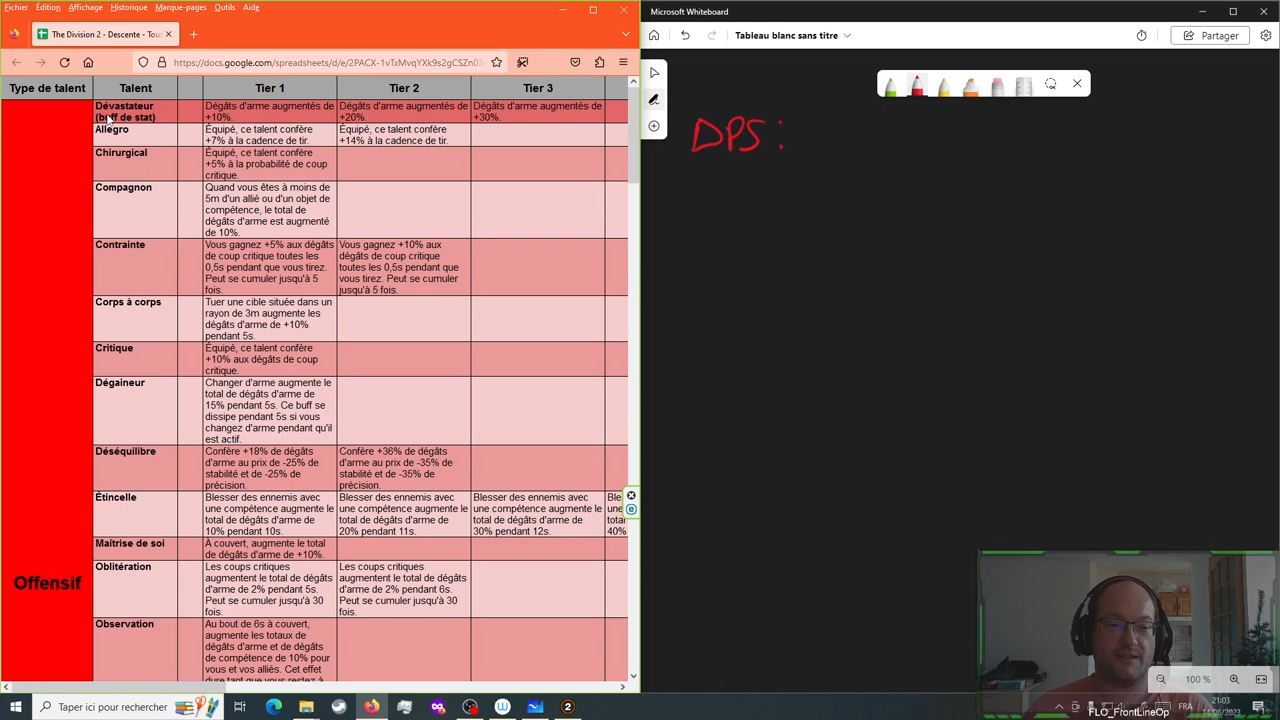 Fichier Édition Affichage Historique Marque-pages Outils Aide
The Division 2 - Descente - Tou
https://docs.google.com/spreadsheets/d/e/2PACX-1vTxMvqYXk9s2gCSZn03
Type de talent Talent Tier 1 Tier 2 Tier 3
Offensif
Dévastateur
(buff de stat)
Dégâts d'arme augmentés de
+10%.
Dégâts d'arme augmentés de
+20%.
Dégâts d'arme augmentés de
+30%.
Allégro
Équipé, ce talent confère
+7% à la cadence de tir.
Équipé, ce talent confère
+14% à la cadence de tir.
Chirurgical
Équipé, ce talent confère
+5% à la probabilité de coup
critique.
Compagnon
Quand vous êtes à moins de
5m d'un allié ou d'un objet de
compétence, le total de
dégâts d'arme est augmenté
de 10%.
Contrainte
Vous gagnez +5% aux dégâts
de coup critique toutes les
0,5s pendant que vous tirez.
Peut se cumuler jusqu'à 5
fois.
Vous gagnez +10% aux
dégâts de coup critique
toutes les 0,5s pendant que
vous tirez. Peut se cumuler
jusqu'à 5 fois.
Corps à corps
Tuer une cible située dans un
rayon de 3m augmente les
dégâts d'arme de +10%
pendant 5s.
Critique
Équipé, ce talent confère
+10% aux dégâts de coup
critique.
Dégaineur
Changer d'arme augmente le
total de dégâts d'arme de
15% pendant 5s. Ce buff se
dissipe pendant 5s si vous
changez d'arme pendant qu'il
est actif.
Déséquilibre
Confère +18% de dégâts
d'arme au prix de -25% de
stabilité et de -25% de
précision.
Confère +36% de dégâts
d'arme au prix de -35% de
stabilité et de -35% de
précision.
Étincelle
Blesser des ennemis avec
une compétence augmente le
total de dégâts d'arme de
10% pendant 10s.
Blesser des ennemis avec
une compétence augmente le
total de dégâts d'arme de
20% pendant 11s.
Blesser des ennemis avec
une compétence augmente le
total de dégâts d'arme de
30% pendant 12s.
Ble
une
total
40%
Maîtrise de soi
À couvert, augmente le total
de dégâts d'arme de +10%.
Oblitération
Les coups critiques
augmentent le total de dégâts
d'arme de 2% pendant 5s.
Peut se cumuler jusqu'à 30
fois.
Les coups critiques
augmentent le total de dégâts
d'arme de 2% pendant 6s.
Peut se cumuler jusqu'à 30
fois.
Observation
Au bout de 6s à couvert,
augmente les totaux de
dégâts d'arme et de dégâts
de compétence de 10% pour
vous et vos alliés. Cet effet
dure tant que vous restez à
Microsoft Whiteboard
Tableau blanc sans titre
Partager
DPS :
100 %
FLO_FrontLineOp
Taper ici pour rechercher
FR
21:03
14/06/2023